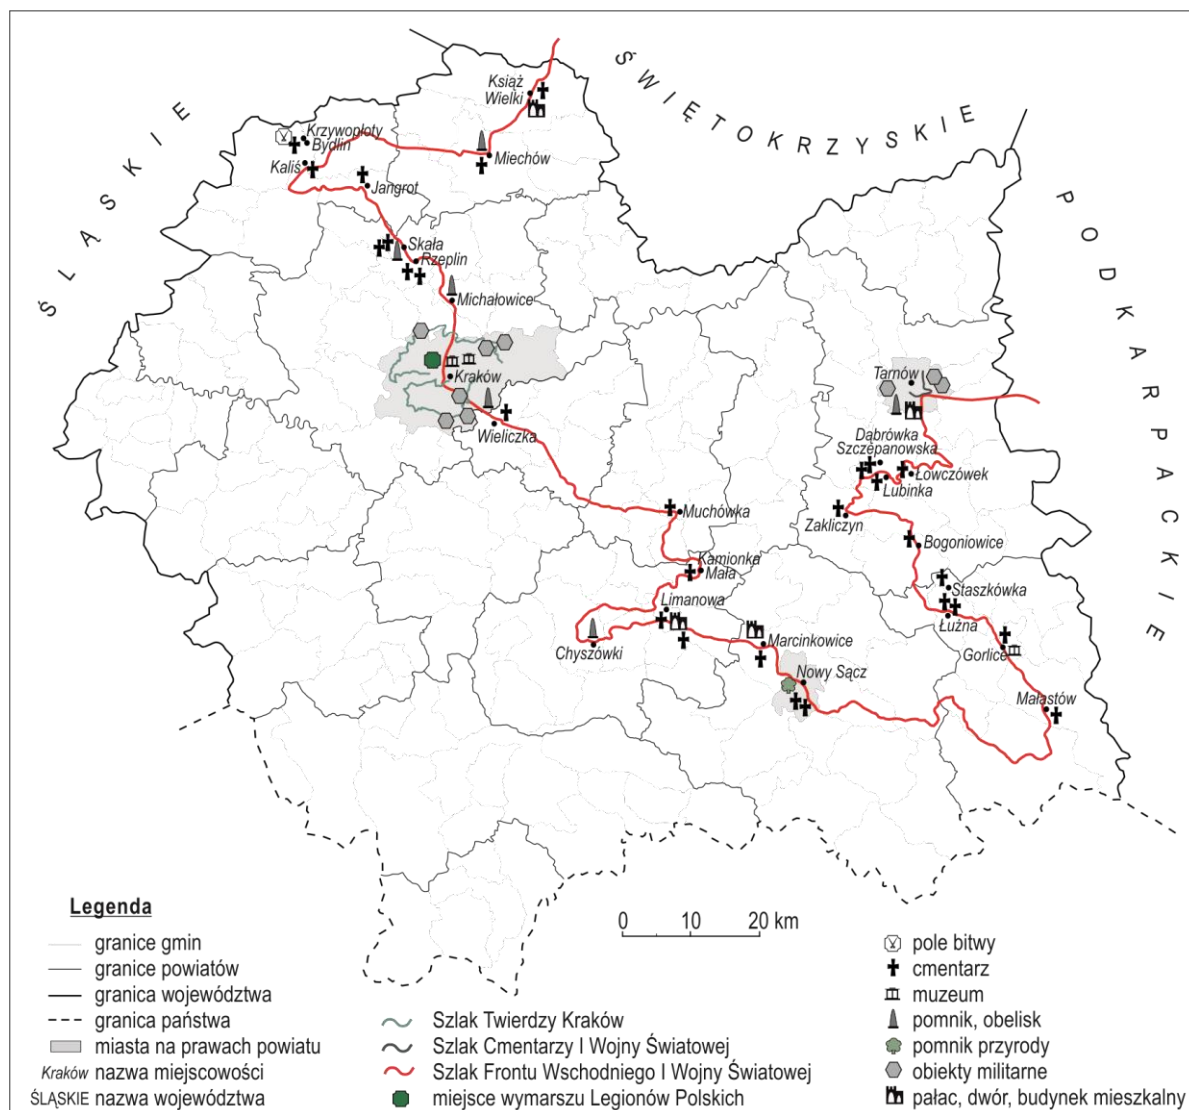 ŚLĄSKIE
ŚWIĘTOKRZYSKIE
PODKARPACKIE
Książ
Wielki
Krzywopłoty
Bydlin
Kaliś
Miechów
Jangrot
Skała
Rzeplin
Michałowice
Kraków
Wieliczka
Tarnów
Dąbrówka
Szczepanowska
Łowczówek
Lubinka
Zakliczyn
Muchówka
Bogoniowice
Kamionka
Mała
Staszkówka
Limanowa
Łużna
Chyszówki
Marcinkowice
Gorlice
Nowy Sącz
Małastów
Legenda
granice gmin
granice powiatów
granica województwa
granica państwa
miasta na prawach powiatu
Kraków nazwa miejscowości
ŚLĄSKIE nazwa województwa
0 10 20 km
Szlak Twierdzy Kraków
Szlak Cmentarzy I Wojny Światowej
Szlak Frontu Wschodniego I Wojny Światowej
miejsce wymarszu Legionów Polskich
pole bitwy
cmentarz
muzeum
pomnik, obelisk
pomnik przyrody
obiekty militarne
pałac, dwór, budynek mieszkalny